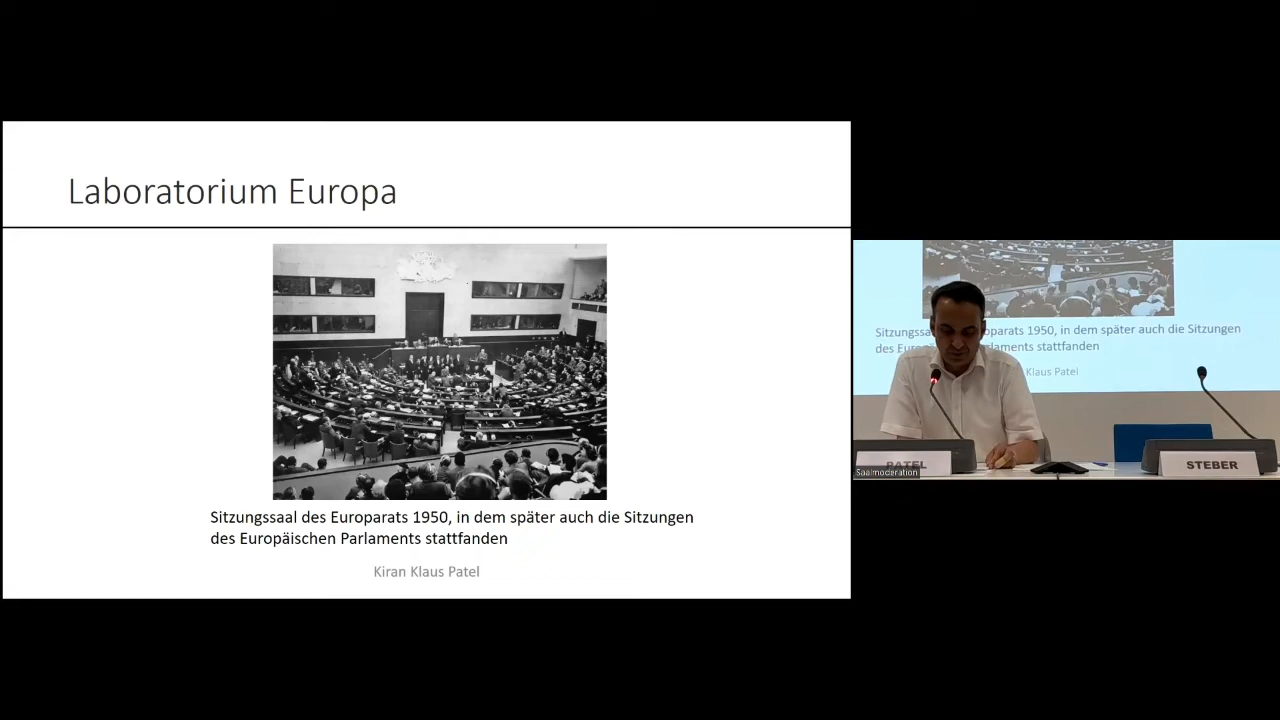 Laboratorium Europa
Sitzungssaal des Europarats 1950, in dem später auch die Sitzungen
des Europäischen Parlaments stattfanden
Kiran Klaus Patel
Sitzungssa oparats 1950, in dem später auch die Sitzungen
des Euro arlaments stattfanden
Klaus Patel
PATEL
STEBER
Saalmoderation